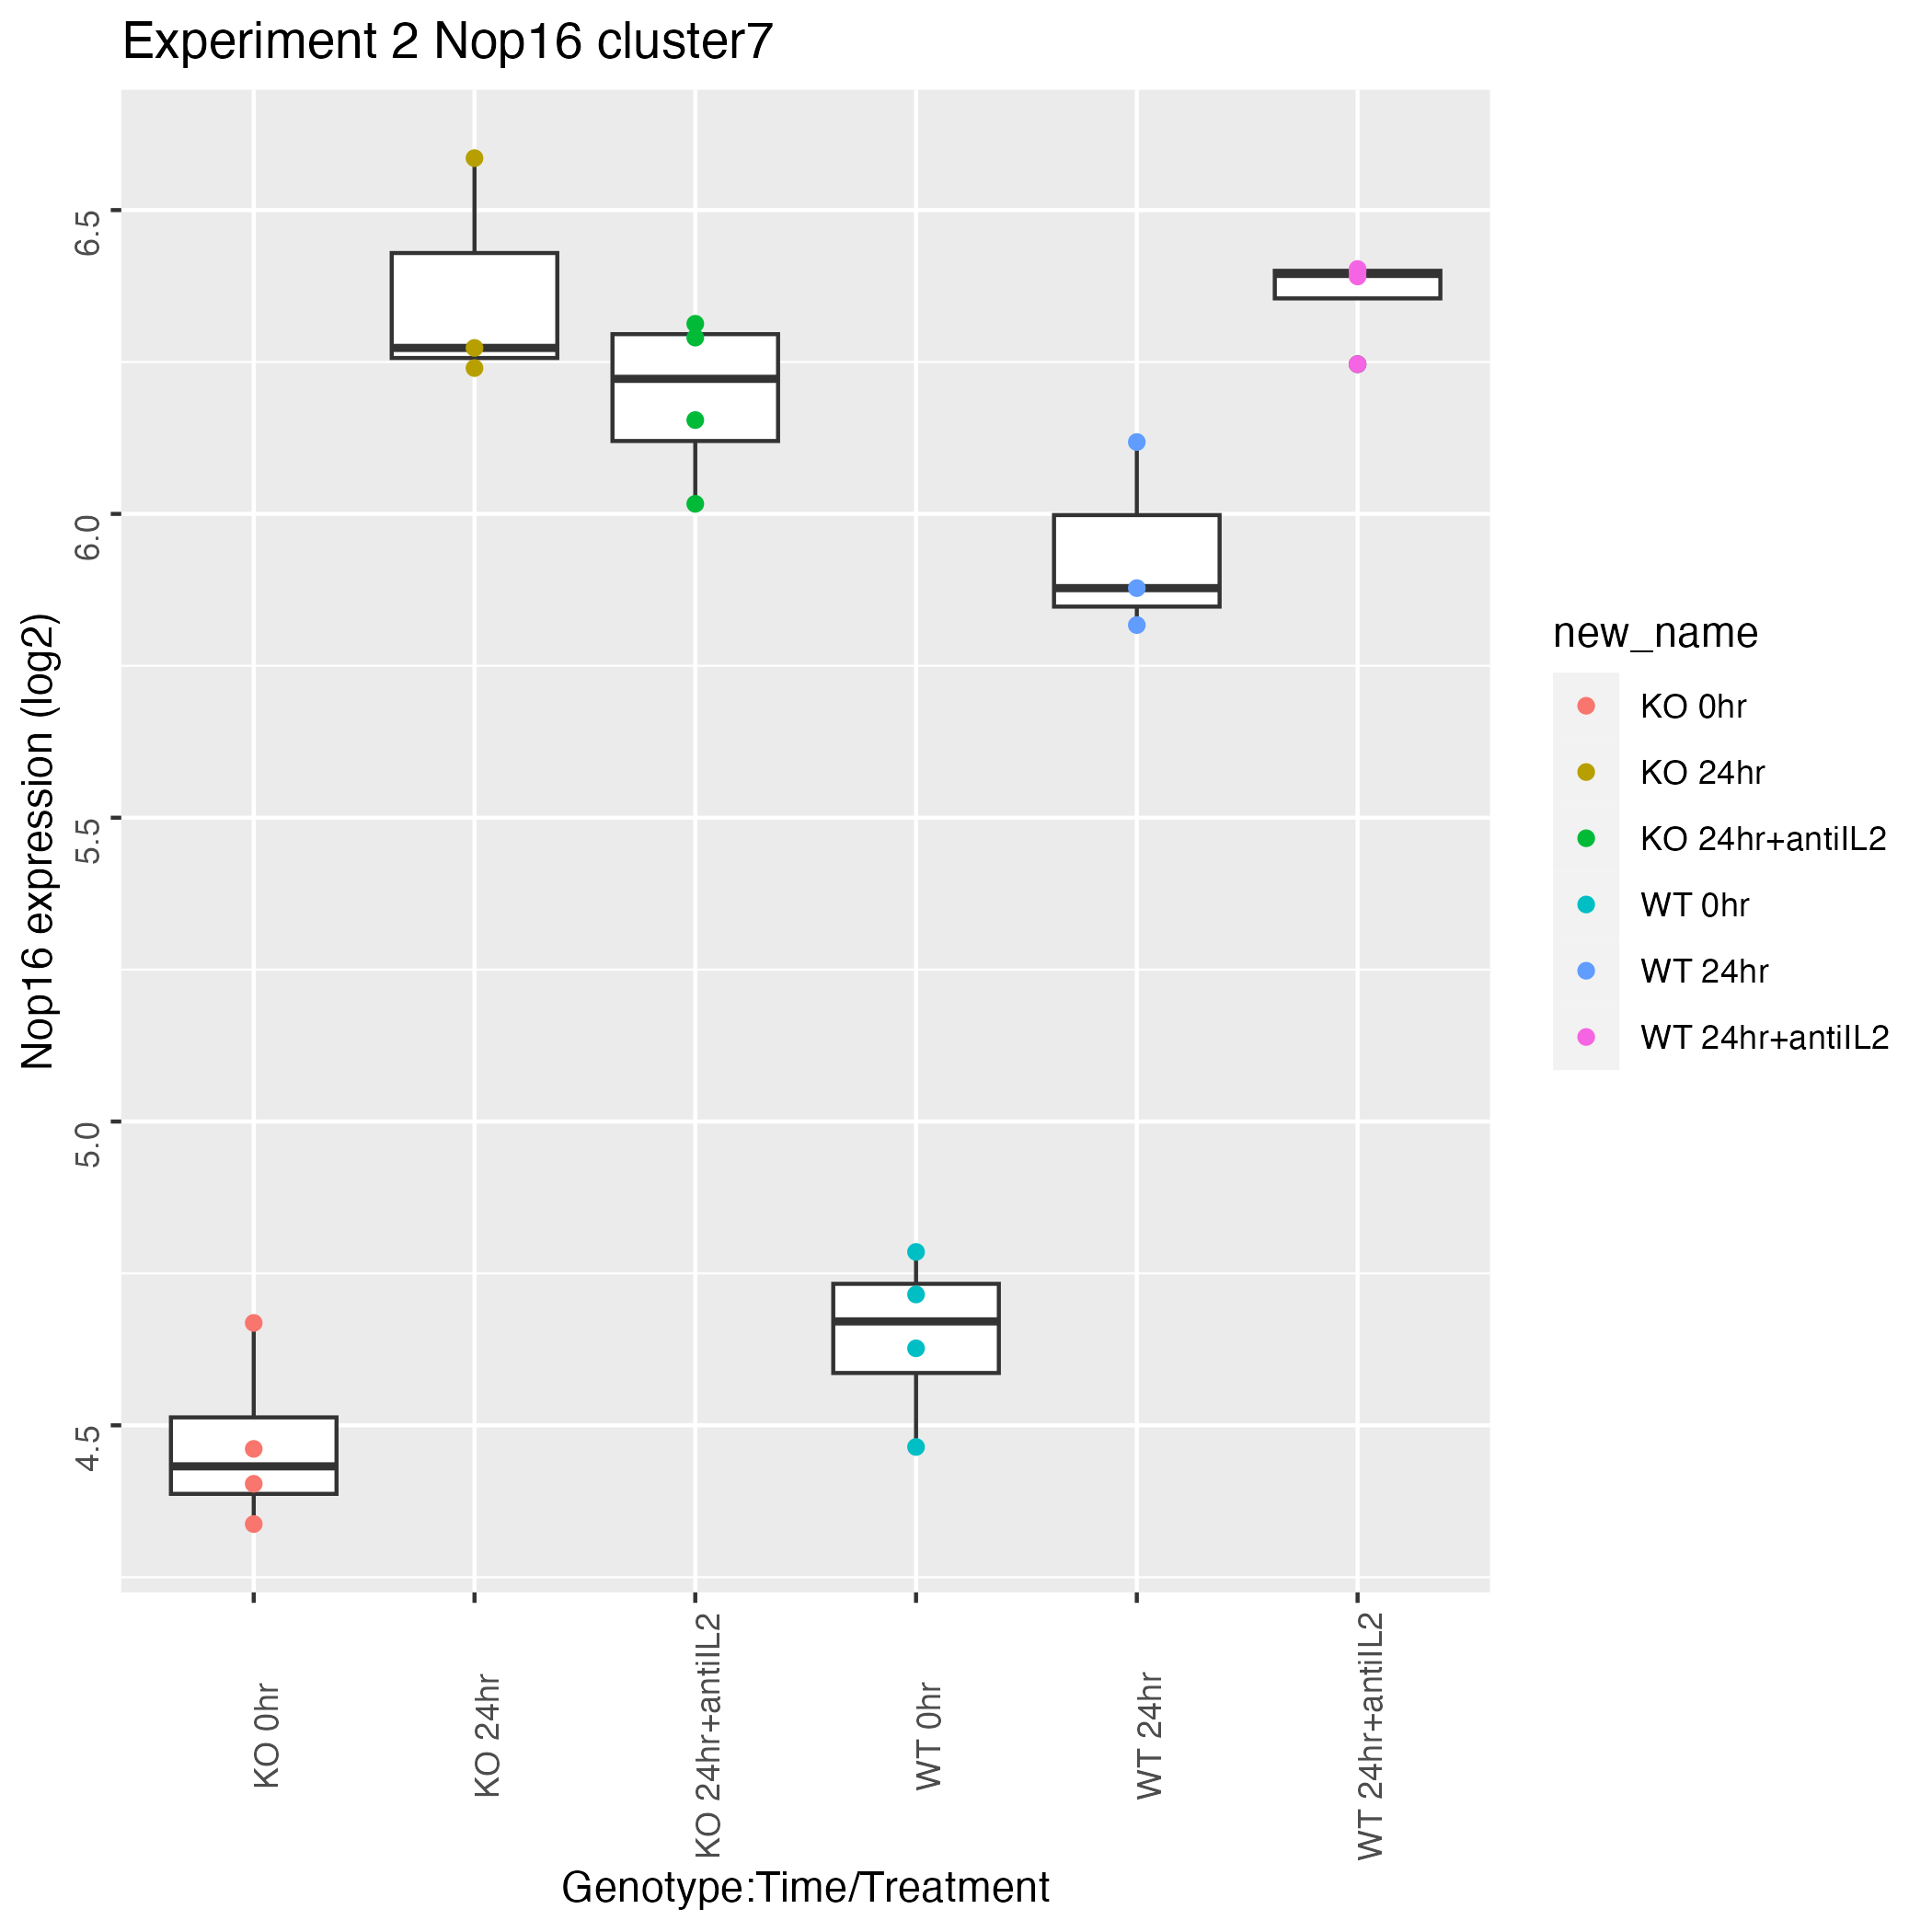 Experiment 2 Nop16 cluster7
Nop16 expression (log2)
6.5
6.0
5.5
5.0
4.5
KO 0hr
KO 24hr
KO 24hr+antiIL2
WT 0hr
WT 24hr
WT 24hr+antiIL2
Genotype:Time/Treatment
new_name
KO 0hr
KO 24hr
KO 24hr+antiIL2
WT 0hr
WT 24hr
WT 24hr+antiIL2